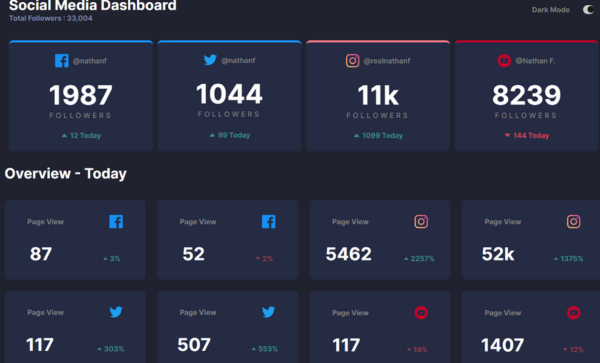 Social Media Dashboard
Total Followers : 33,004
Dark Mode
@nathanf
1987
FOLLOWERS
12 Today
@nathanf
1044
FOLLOWERS
99 Today
@realnathanf
11k
FOLLOWERS
1099 Today
@Nathan F.
8239
FOLLOWERS
144 Today
Overview - Today
Page View
87
3%
Page View
52
2%
Page View
5462
2257%
Page View
52k
1375%
Page View
117
303%
Page View
507
553%
Page View
117
19%
Page View
1407
12%